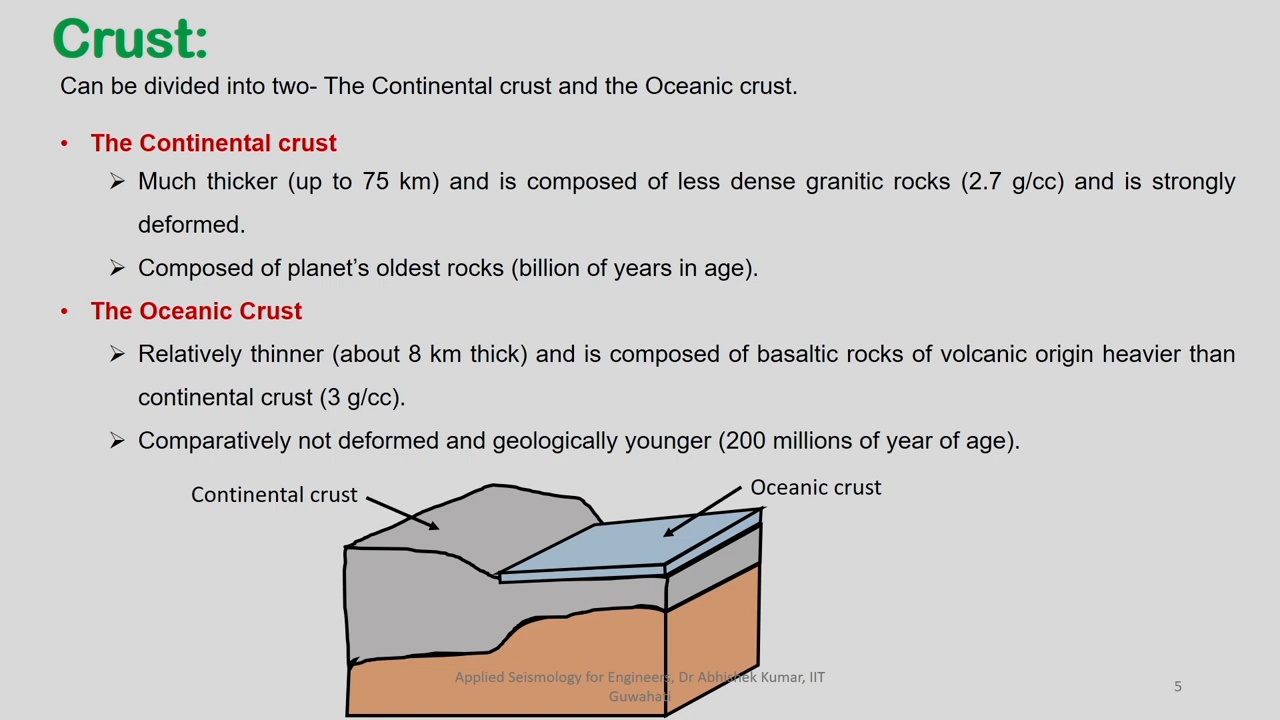 Crust:
Can be divided into two- The Continental crust and the Oceanic crust.
• The Continental crust
➢ Much thicker (up to 75 km) and is composed of less dense granitic rocks (2.7 g/cc) and is strongly
deformed.
➢ Composed of planet’s oldest rocks (billion of years in age).
• The Oceanic Crust
➢ Relatively thinner (about 8 km thick) and is composed of basaltic rocks of volcanic origin heavier than
continental crust (3 g/cc).
➢ Comparatively not deformed and geologically younger (200 millions of year of age).
Continental crust
Oceanic crust
Applied Seismology for Engineers, Dr Abhishek Kumar, IIT
Guwahati
5